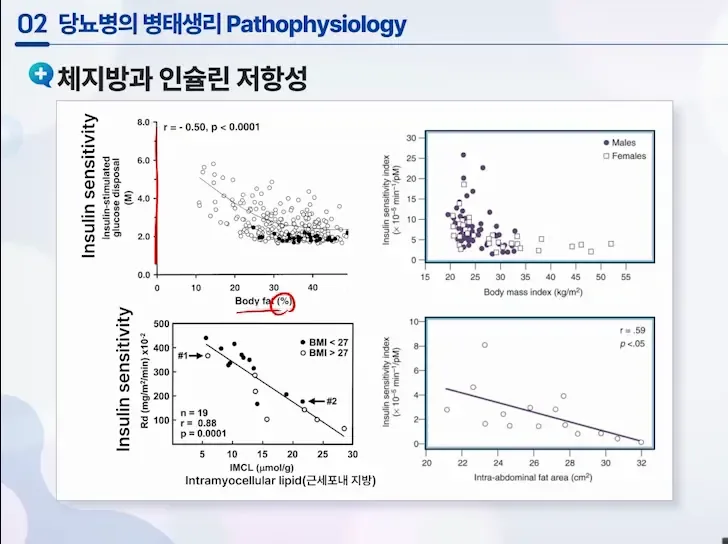 02 당뇨병의 병태생리 Pathophysiology
체지방과 인슐린 저항성
Insulin sensitivity
Insulin-stimulated
glucose disposal
(M)
r = - 0.50, p < 0.0001
8.0
6.0
4.0
2.0
0.0
0 10 20 30 40
Body fat (%)
Insulin sensitivity index
(× 10⁻⁵ min⁻¹/pM)
Males
Females
30
25
20
15
10
5
0
15 20 25 30 35 40 45 50 55
Body mass index (kg/m²)
Insulin sensitivity
Rd (mg/m²/min) x10⁻²
500
400
300
200
100
BMI < 27
BMI > 27
#1
#2
n = 19
r = 0.88
p = 0.0001
5 10 15 20 25 30
IMCL (μmol/g)
Intramyocellular lipid(근세포내 지방)
Insulin sensitivity index
(× 10⁻⁵ min⁻¹/pM)
r = .59
p <.05
10
8
6
4
2
0
20 22 24 26 28 30 32
Intra-abdominal fat area (cm²)